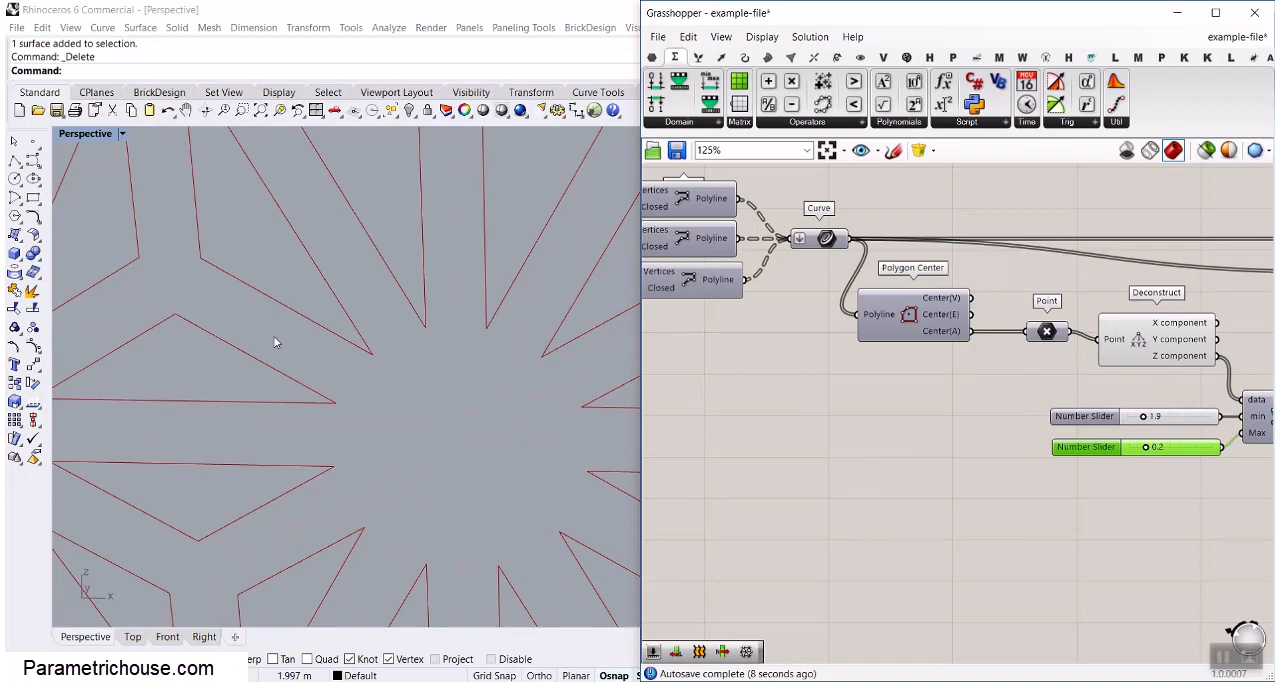 Rhinoceros 6 Commercial - [Perspective]
File Edit View Curve Surface Solid Mesh Dimension Transform Tools Analyze Render Panels Paneling Tools BrickDesign
1 surface added to selection.
Command: _Delete
Command:
Standard CPlanes BrickDesign Set View Display Select Viewport Layout Visibility Transform Curve Tools
Perspective
z
y
x
Perspective Top Front Right
Tan Quad Knot Vertex Project Disable
1.997 m Default Grid Snap Ortho Planar Osnap
Parametrichouse.com
Grasshopper - example-file*
File Edit View Display Solution Help example-file*
Domain Matrix Operators Polynomials Script Time Trig Util
125%
Vertices
Closed
Polyline
Vertices
Closed
Polyline
Vertices
Closed
Polyline
Curve
Polygon Center
Polyline
Center(V)
Center(E)
Center(A)
Point
Deconstruct
Point
X component
Y component
Z component
Number Slider 1.9
Number Slider 0.2
data
min
Max
Autosave complete (8 seconds ago)
1.0.0007